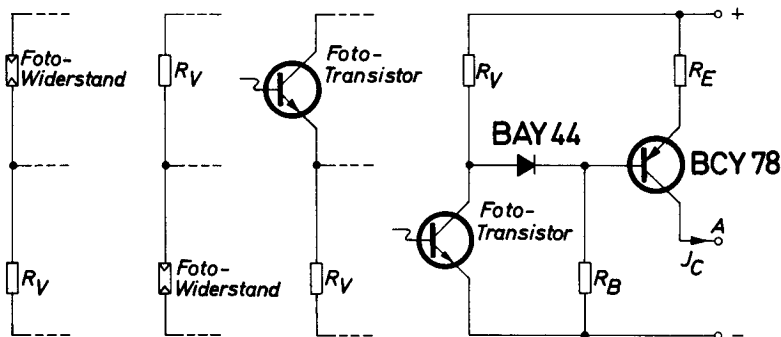 Foto-
Widerstand
R_V
R_V
Foto-
Widerstand
Foto-
Transistor
R_V
R_V
BAY 44
Foto-
Transistor
R_B
+
R_E
BCY 78
A
J_C
−